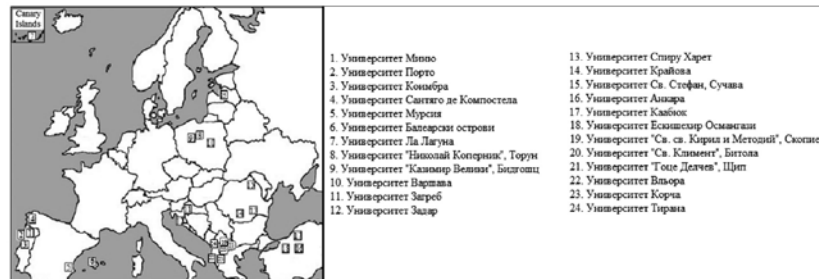 Canary
Islands
1. Университет Миньо
2. Университет Порто
3. Университет Коимбра
4. Университет Сантяго де Компостела
5. Университет Мурсия
6. Университет Балеарски острови
7. Университет Ла Лагуна
8. Университет "Николай Коперник", Торун
9. Университет "Казимир Велики", Бидгошц
10. Университет Варшава
11. Университет Загреб
12. Университет Задар
13. Университет Спиру Харет
14. Университет Крайова
15. Университет Св. Стефан, Сучава
16. Университет Анкара
17. Университет Каабюк
18. Университет Ескишехир Османгази
19. Университет "Св. св. Кирил и Методий", Скопие
20. Университет "Св. Климент", Битола
21. Университет "Гоце Делчев", Щип
22. Университет Вльора
23. Университет Корча
24. Университет Тирана